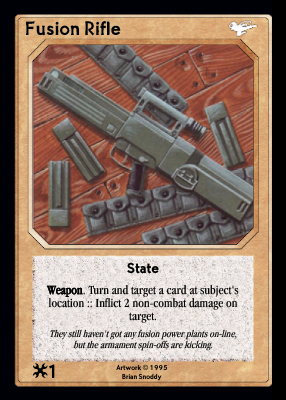 Fusion Rifle
State
Weapon. Turn and target a card at subject's
location :: Inflict 2 non-combat damage on
target.
They still haven't got any fusion power plants on-line,
but the armament spin-offs are kicking.
1
Artwork © 1995
Brian Snoddy